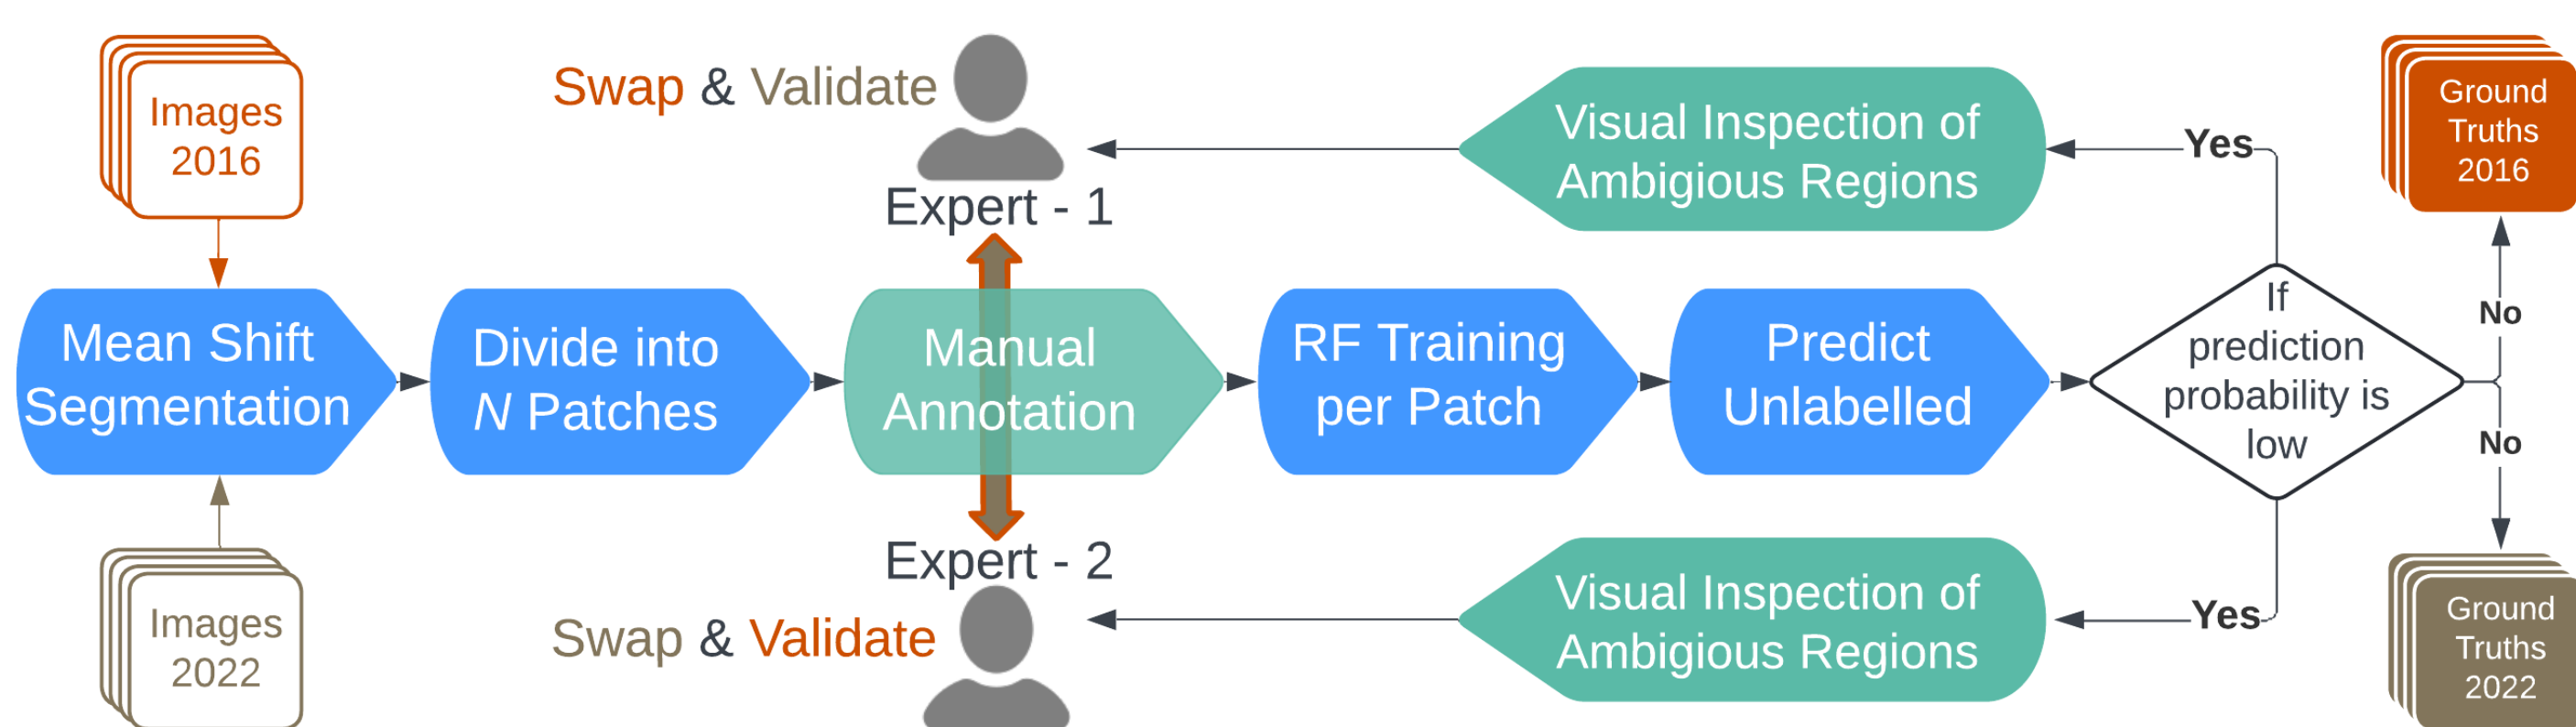 Images
2016
Swap & Validate
Expert - 1
Visual Inspection of
Ambigious Regions
Yes
Ground
Truths
2016
Mean Shift
Segmentation
Divide into
N Patches
Manual
Annotation
RF Training
per Patch
Predict
Unlabelled
If
prediction
probability is
low
No
No
Images
2022
Expert - 2
Swap & Validate
Visual Inspection of
Ambigious Regions
Yes
Ground
Truths
2022